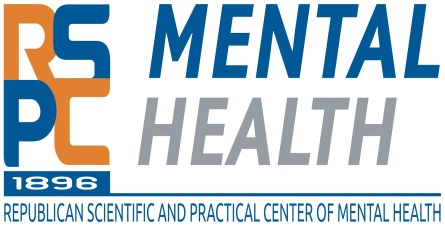 RS
PC
1896
MENTAL
HEALTH
REPUBLICAN SCIENTIFIC AND PRACTICAL CENTER OF MENTAL HEALTH